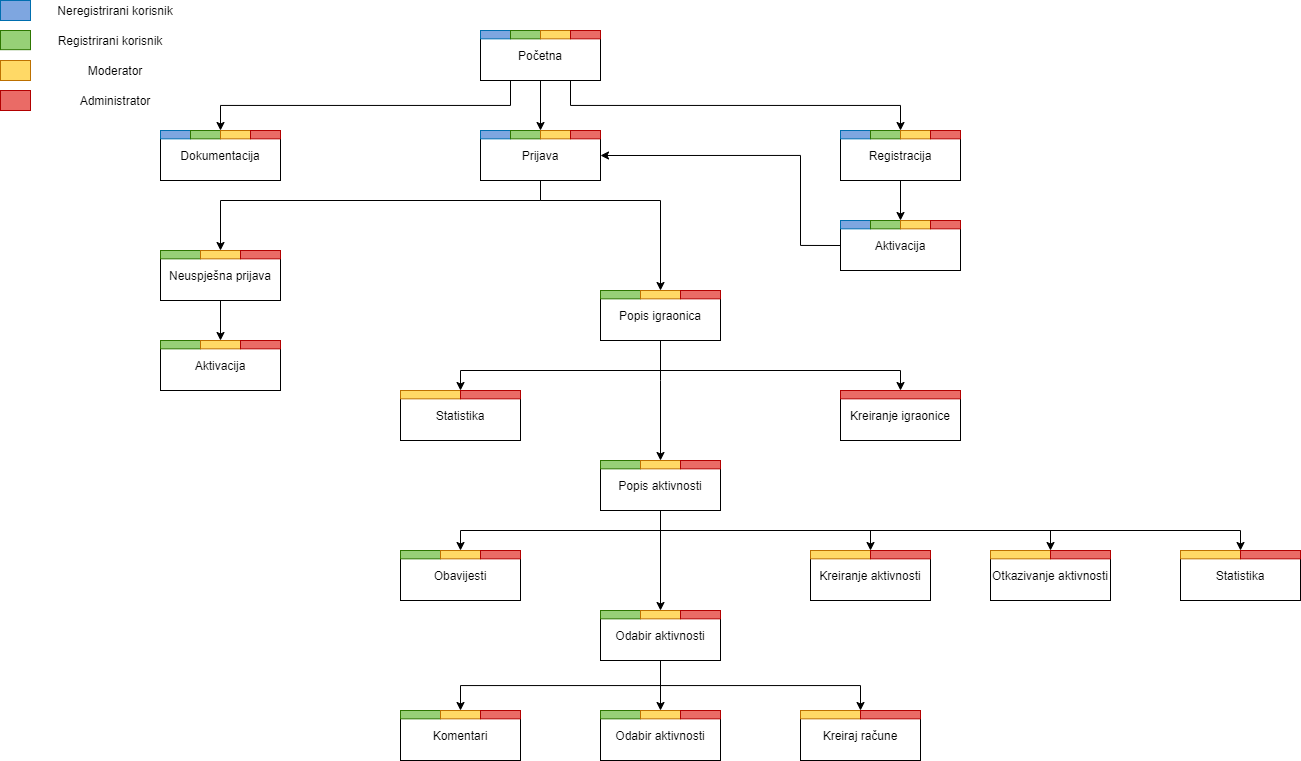 Neregistrirani korisnik
Registrirani korisnik
Moderator
Administrator
Početna
Dokumentacija
Prijava
Registracija
Aktivacija
Neuspješna prijava
Popis igraonica
Aktivacija
Statistika
Kreiranje igraonice
Popis aktivnosti
Obavijesti
Kreiranje aktivnosti
Otkazivanje aktivnosti
Statistika
Odabir aktivnosti
Komentari
Odabir aktivnosti
Kreiraj račune